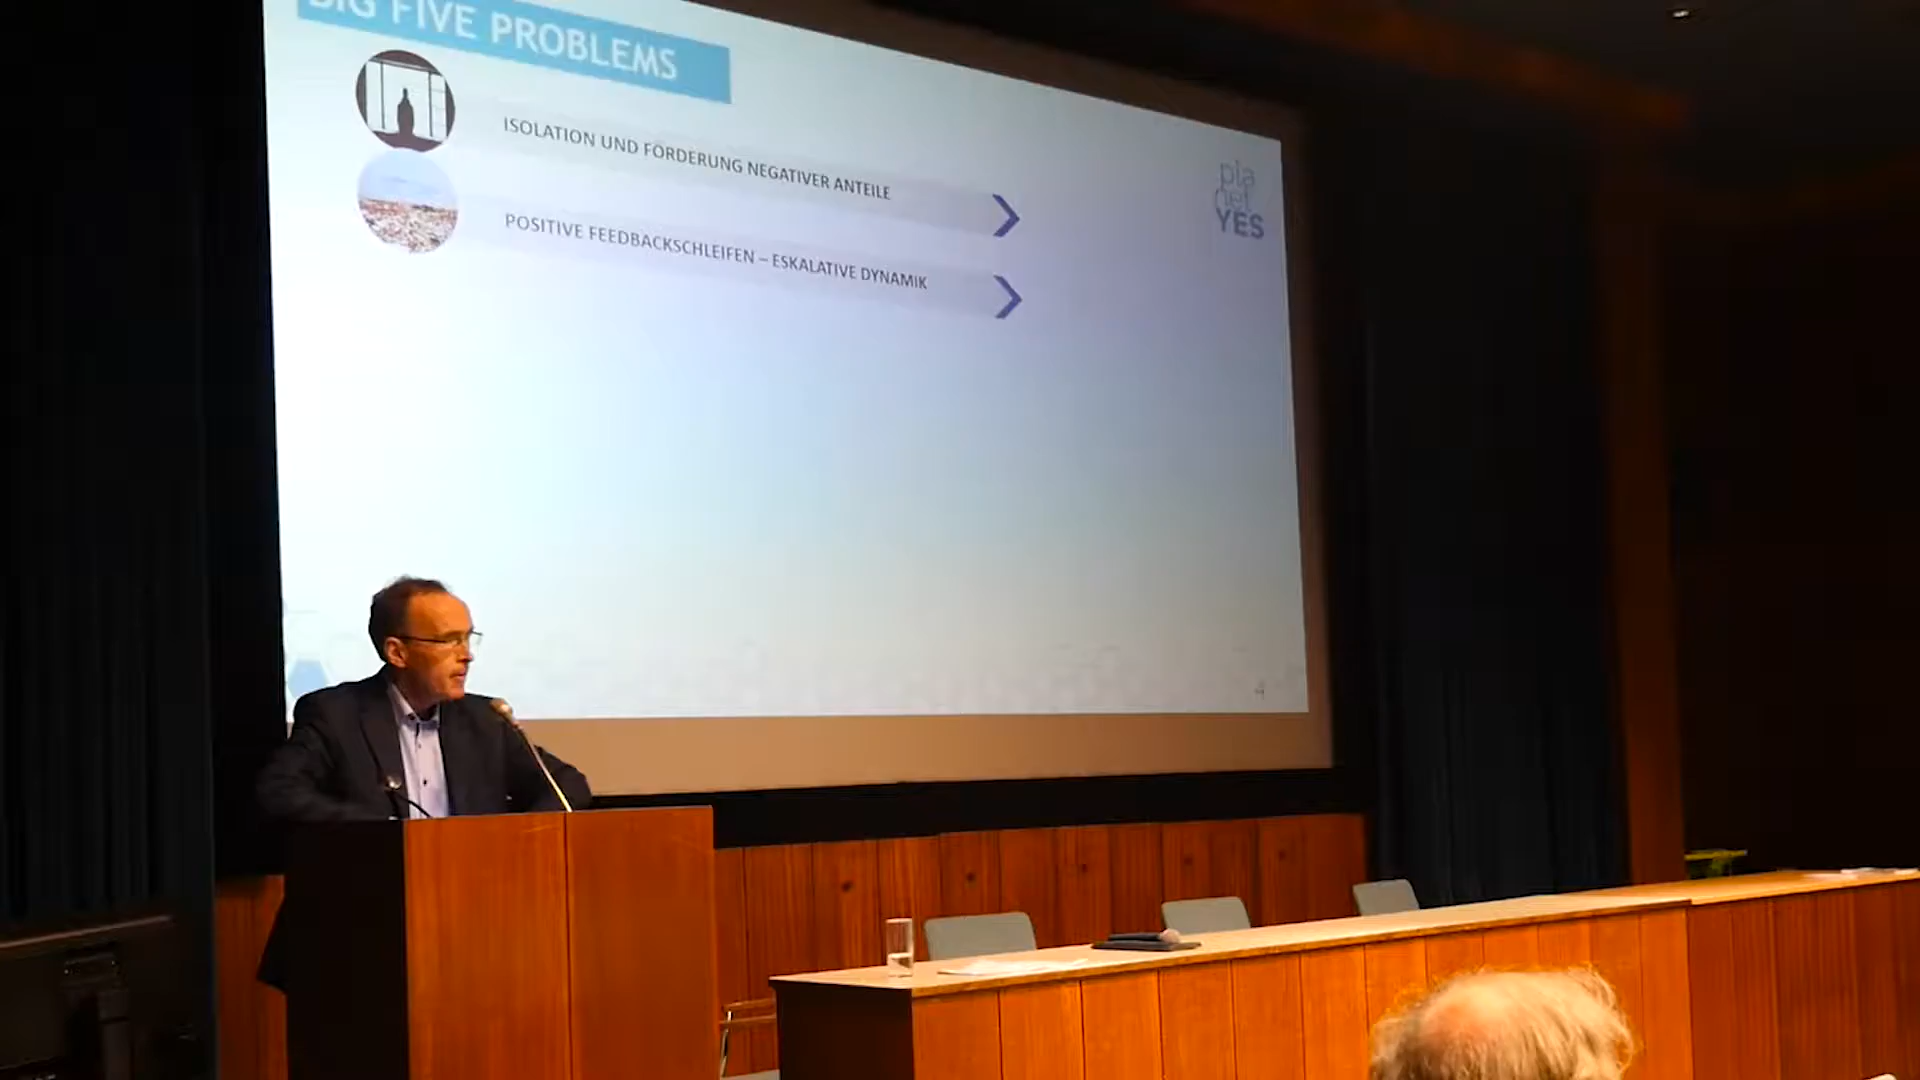 BIG FIVE PROBLEMS
ISOLATION UND FÖRDERUNG NEGATIVER ANTEILE
POSITIVE FEEDBACKSCHLEIFEN – ESKALATIVE DYNAMIK
pla
net
YES